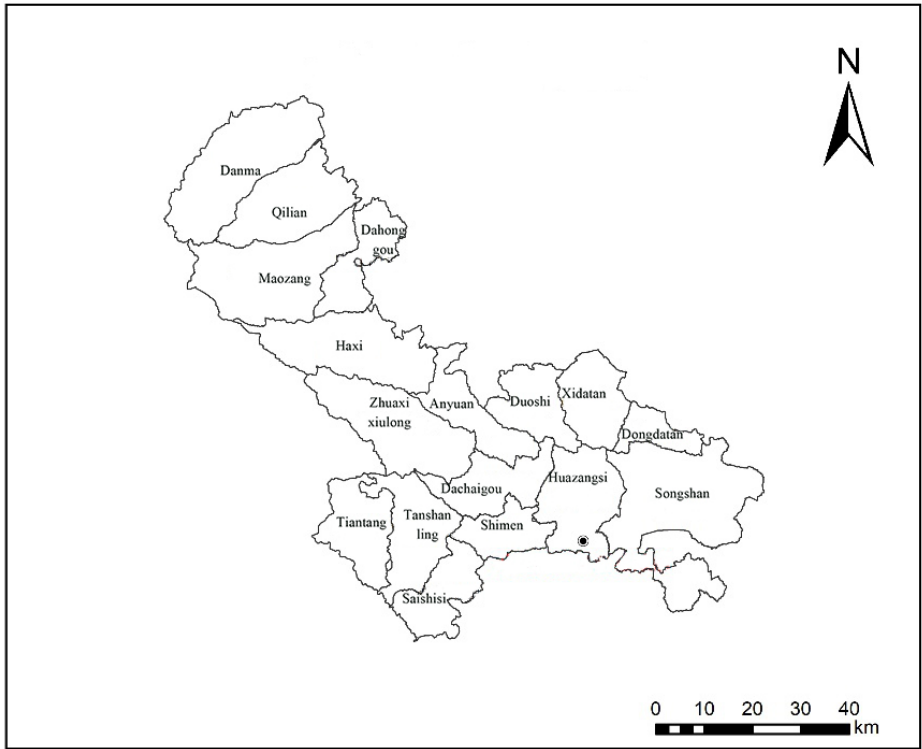 N
Danma
Qilian
Dahong
gou
Maozang
Haxi
Zhuaxi
xiulong
Anyuan
Duoshi
Xidatan
Dongdatan
Dachaigou
Huazangsi
Songshan
Tiantang
Tanshan
ling
Shimen
Saishisi
0 10 20 30 40
km